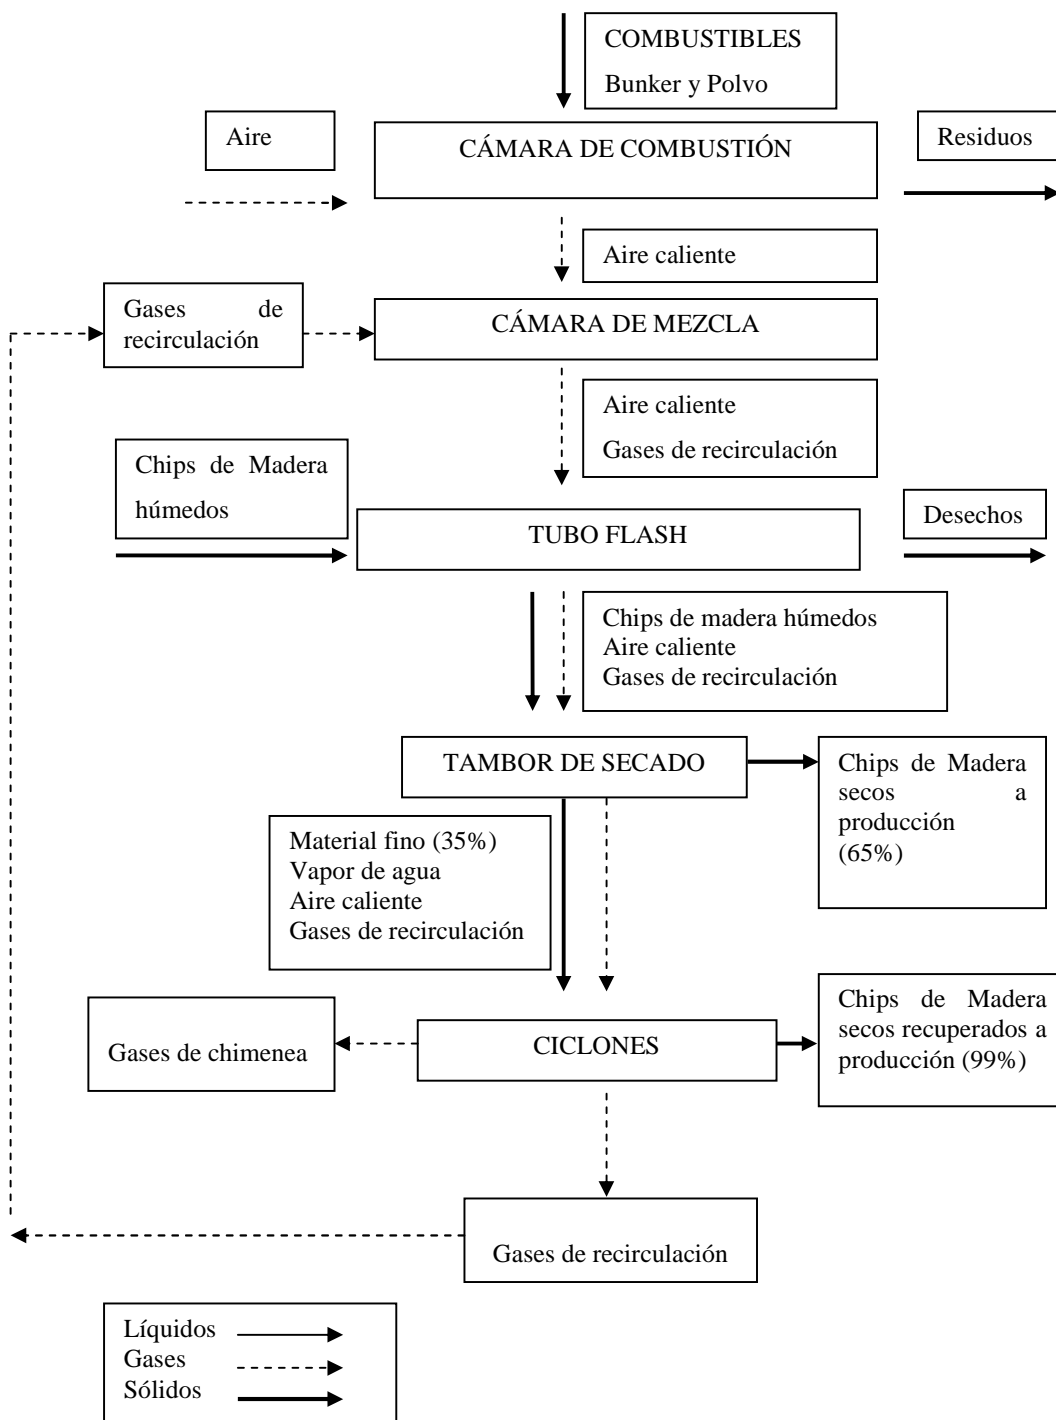 COMBUSTIBLES
Bunker y Polvo
Aire
CÁMARA DE COMBUSTIÓN
Residuos
Aire caliente
Gases de
recirculación
CÁMARA DE MEZCLA
Aire caliente
Gases de recirculación
Chips de Madera
húmedos
TUBO FLASH
Desechos
Chips de madera húmedos
Aire caliente
Gases de recirculación
TAMBOR DE SECADO
Chips de Madera
secos a
producción
(65%)
Material fino (35%)
Vapor de agua
Aire caliente
Gases de recirculación
Gases de chimenea
CICLONES
Chips de Madera
secos recuperados a
producción (99%)
Gases de recirculación
Líquidos
Gases
Sólidos